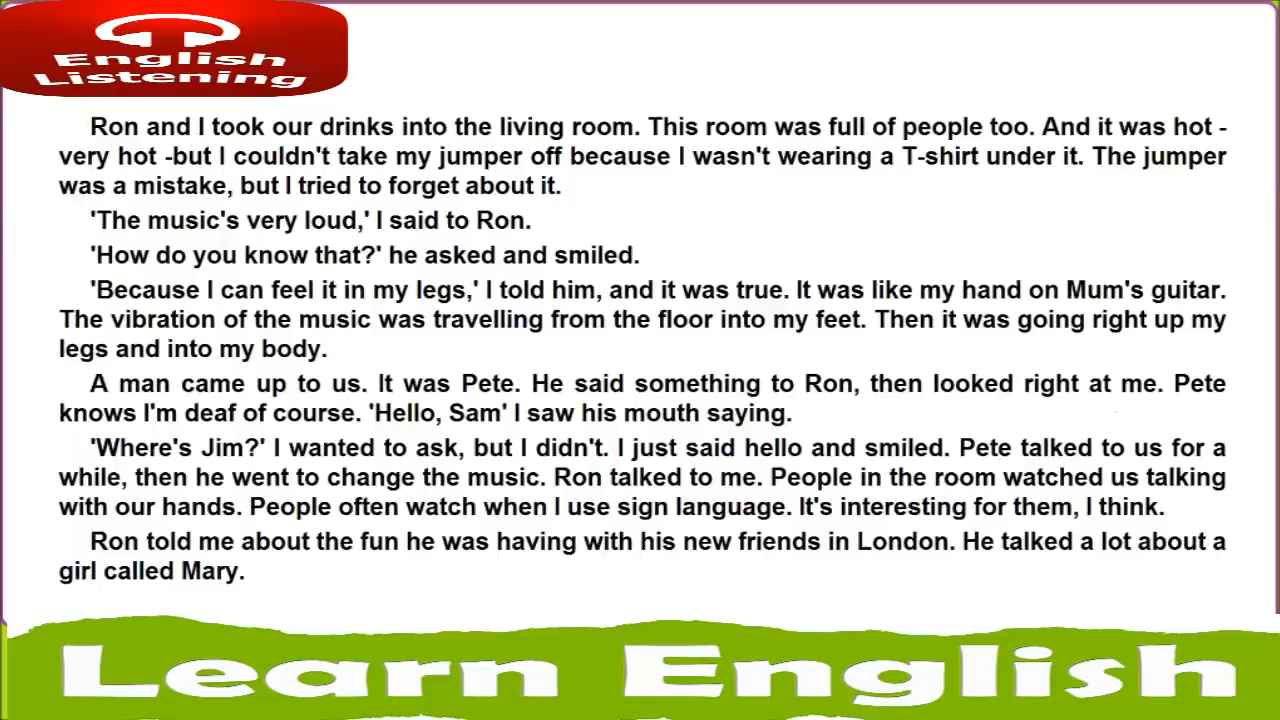 English
Listening
Ron and I took our drinks into the living room. This room was full of people too. And it was hot -
very hot -but I couldn't take my jumper off because I wasn't wearing a T-shirt under it. The jumper
was a mistake, but I tried to forget about it.
'The music's very loud,' I said to Ron.
'How do you know that?' he asked and smiled.
'Because I can feel it in my legs,' I told him, and it was true. It was like my hand on Mum's guitar.
The vibration of the music was travelling from the floor into my feet. Then it was going right up my
legs and into my body.
A man came up to us. It was Pete. He said something to Ron, then looked right at me. Pete
knows I'm deaf of course. 'Hello, Sam' I saw his mouth saying.
'Where's Jim?' I wanted to ask, but I didn't. I just said hello and smiled. Pete talked to us for a
while, then he went to change the music. Ron talked to me. People in the room watched us talking
with our hands. People often watch when I use sign language. It's interesting for them, I think.
Ron told me about the fun he was having with his new friends in London. He talked a lot about a
girl called Mary.
Learn English